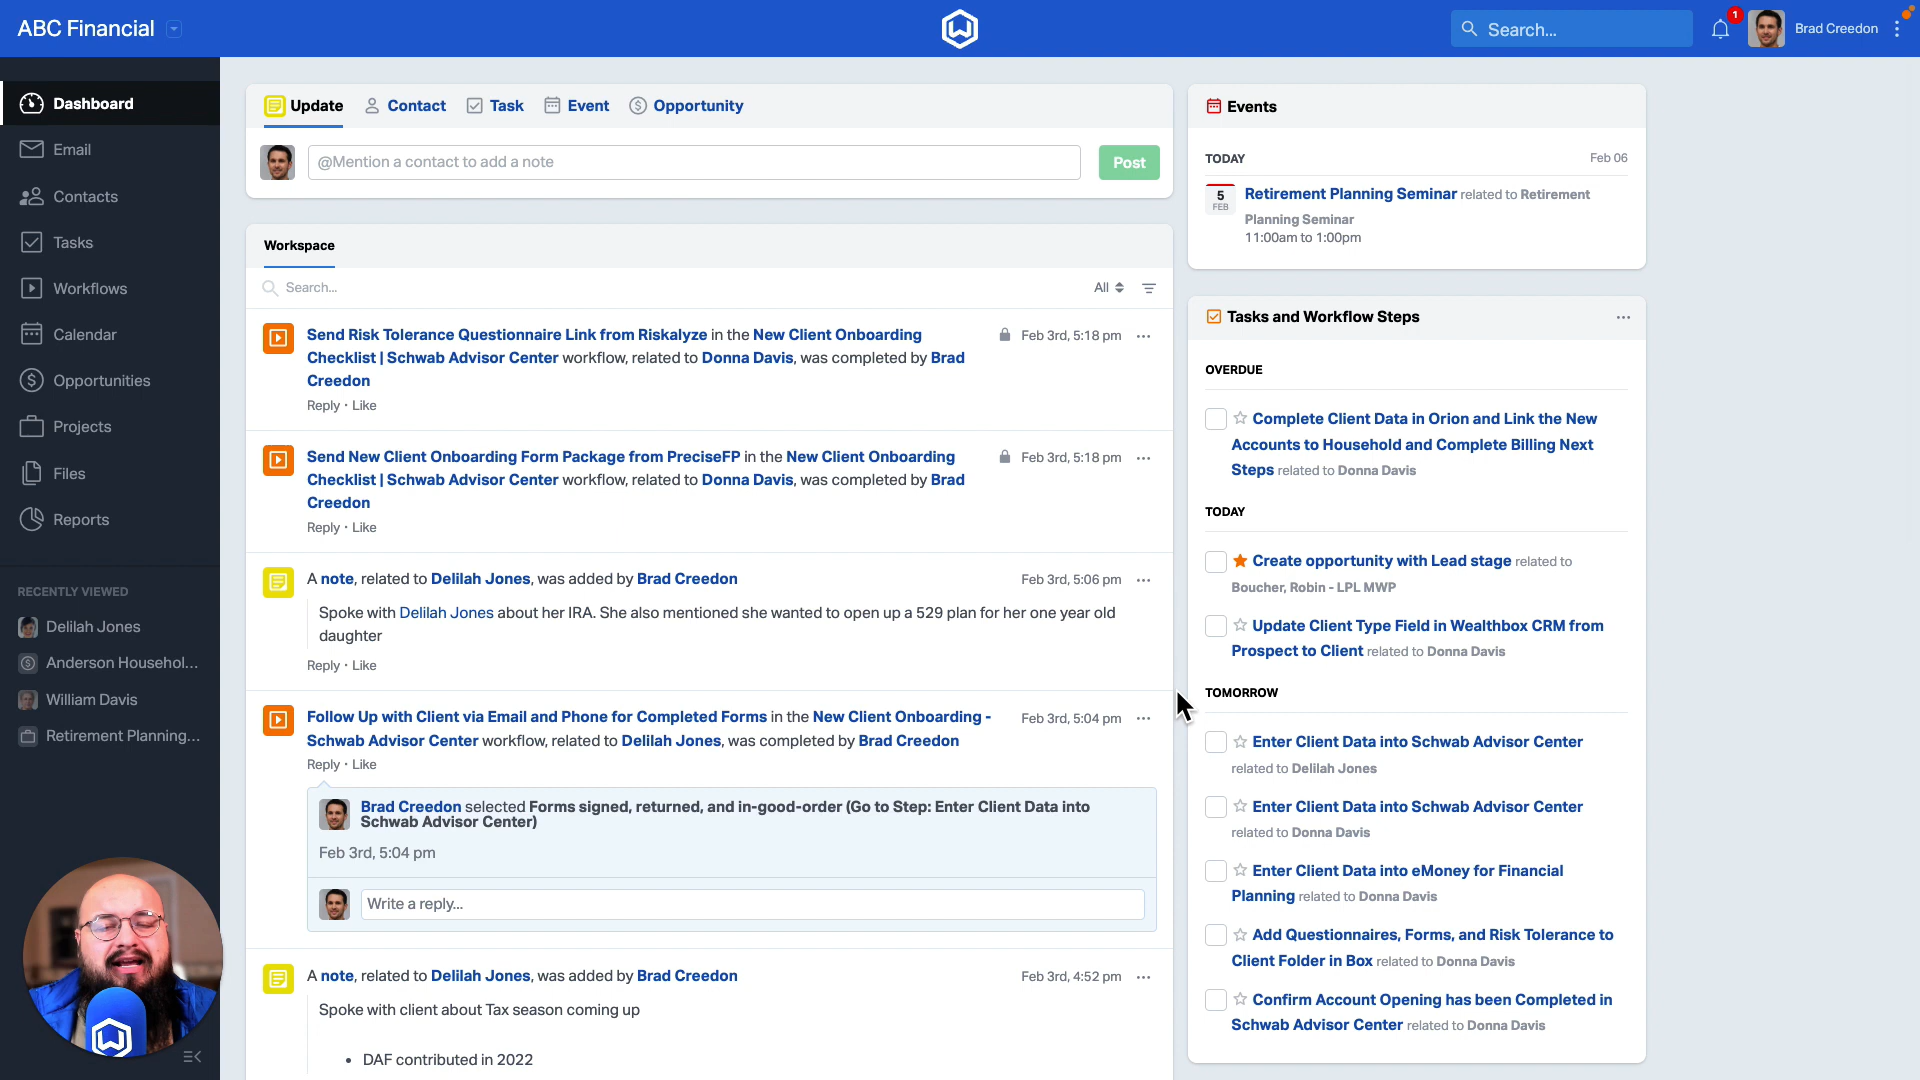 ABC Financial
Search...
1
Brad Creedon
Dashboard
Email
Contacts
Tasks
Workflows
Calendar
Opportunities
Projects
Files
Reports
RECENTLY VIEWED
Delilah Jones
Anderson Househol...
William Davis
Retirement Planning...
Update
Contact
Task
Event
Opportunity
@Mention a contact to add a note
Post
Workspace
Search...
All
Send Risk Tolerance Questionnaire Link from Riskalyze in the New Client Onboarding
Checklist | Schwab Advisor Center workflow, related to Donna Davis, was completed by Brad
Creedon
Feb 3rd, 5:18 pm
Reply · Like
Send New Client Onboarding Form Package from PreciseFP in the New Client Onboarding
Checklist | Schwab Advisor Center workflow, related to Donna Davis, was completed by Brad
Creedon
Feb 3rd, 5:18 pm
Reply · Like
A note, related to Delilah Jones, was added by Brad Creedon
Feb 3rd, 5:06 pm
Spoke with Delilah Jones about her IRA. She also mentioned she wanted to open up a 529 plan for her one year old
daughter
Reply · Like
Follow Up with Client via Email and Phone for Completed Forms in the New Client Onboarding -
Schwab Advisor Center workflow, related to Delilah Jones, was completed by Brad Creedon
Feb 3rd, 5:04 pm
Reply · Like
Brad Creedon selected Forms signed, returned, and in-good-order (Go to Step: Enter Client Data into
Schwab Advisor Center)
Feb 3rd, 5:04 pm
Write a reply...
A note, related to Delilah Jones, was added by Brad Creedon
Feb 3rd, 4:52 pm
Spoke with client about Tax season coming up
• DAF contributed in 2022
Events
TODAY
Feb 06
5
FEB
Retirement Planning Seminar related to Retirement
Planning Seminar
11:00am to 1:00pm
Tasks and Workflow Steps
OVERDUE
Complete Client Data in Orion and Link the New
Accounts to Household and Complete Billing Next
Steps related to Donna Davis
TODAY
Create opportunity with Lead stage related to
Boucher, Robin - LPL MWP
Update Client Type Field in Wealthbox CRM from
Prospect to Client related to Donna Davis
TOMORROW
Enter Client Data into Schwab Advisor Center
related to Delilah Jones
Enter Client Data into Schwab Advisor Center
related to Donna Davis
Enter Client Data into eMoney for Financial
Planning related to Donna Davis
Add Questionnaires, Forms, and Risk Tolerance to
Client Folder in Box related to Donna Davis
Confirm Account Opening has been Completed in
Schwab Advisor Center related to Donna Davis